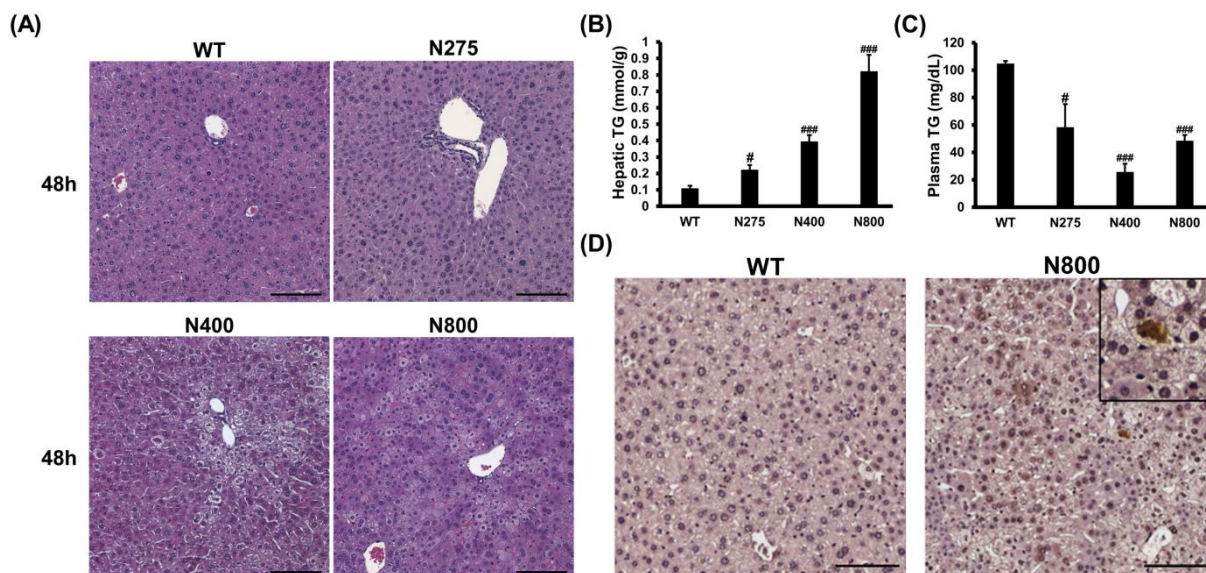 (A)
WT
N275
48h
N400
N800
48h
(B)
Hepatic TG (mmol/g)
1
0.9
0.8
0.7
0.6
0.5
0.4
0.3
0.2
0.1
0
#
###
###
WT N275 N400 N800
(C)
Plasma TG (mg/dL)
120
100
80
60
40
20
0
#
###
###
WT N275 N400 N800
(D)
WT
N800